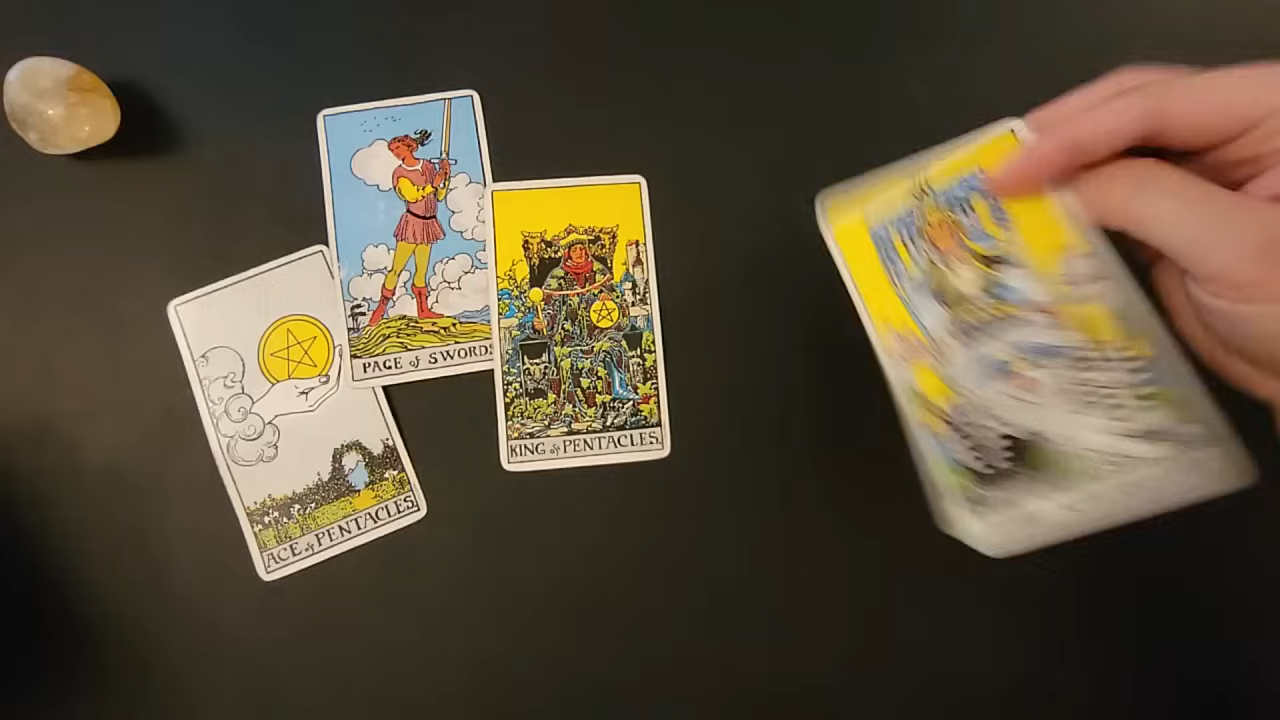 PAGE of SWORDS
KING of PENTACLES.
ACE of PENTACLES.